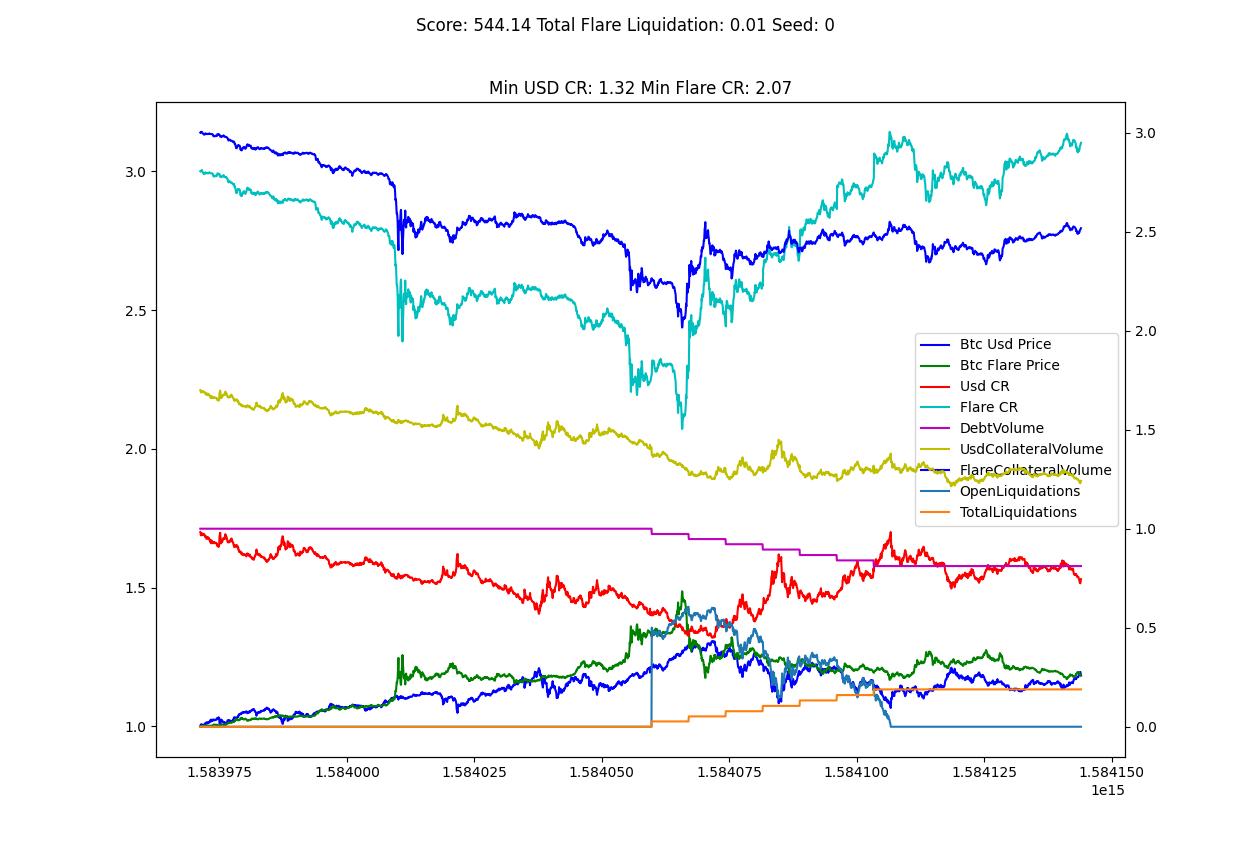 Score: 544.14 Total Flare Liquidation: 0.01 Seed: 0
Min USD CR: 1.32 Min Flare CR: 2.07
3.0
2.5
2.0
1.5
1.0
3.0
2.5
2.0
1.5
1.0
0.5
0.0
Btc Usd Price
Btc Flare Price
Usd CR
Flare CR
DebtVolume
UsdCollateralVolume
FlareCollateralVolume
OpenLiquidations
TotalLiquidations
1.583975 1.584000 1.584025 1.584050 1.584075 1.584100 1.584125 1.584150
1e15